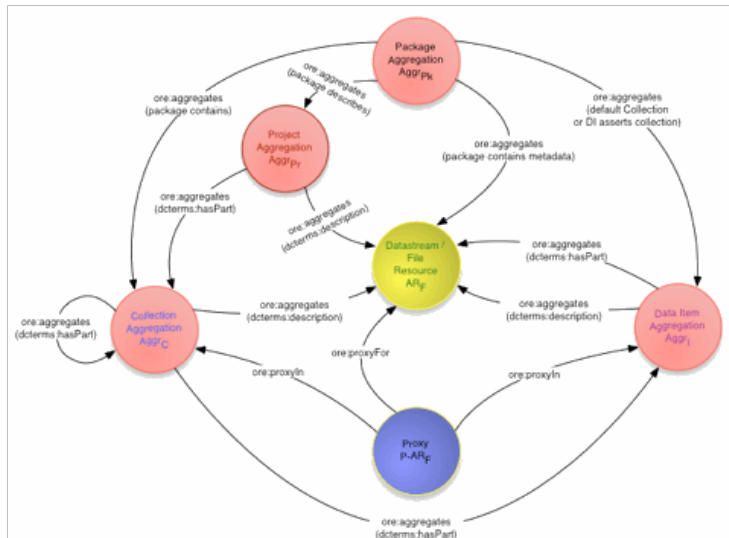 Package
Aggregation
Aggr Pk
ore:aggregates
(package describes)
ore:aggregates
(package contains)
ore:aggregates
(default Collection
or DI asserts collection)
Project
Aggregation
Aggr Pr
ore:aggregates
(package contains metadata)
ore:aggregates
(dcterms:hasPart)
ore:aggregates
(dcterms:description)
Datastream /
File
Resource
AR F
ore:aggregates
(dcterms:hasPart)
ore:aggregates
(dcterms:hasPart)
Collection
Aggregation
Aggr C
ore:aggregates
(dcterms:description)
ore:aggregates
(dcterms:description)
Data Item
Aggregation
Aggr I
ore:proxyFor
ore:proxyIn
ore:proxyIn
Proxy
P-AR F
ore:aggregates
(dcterms:hasPart)